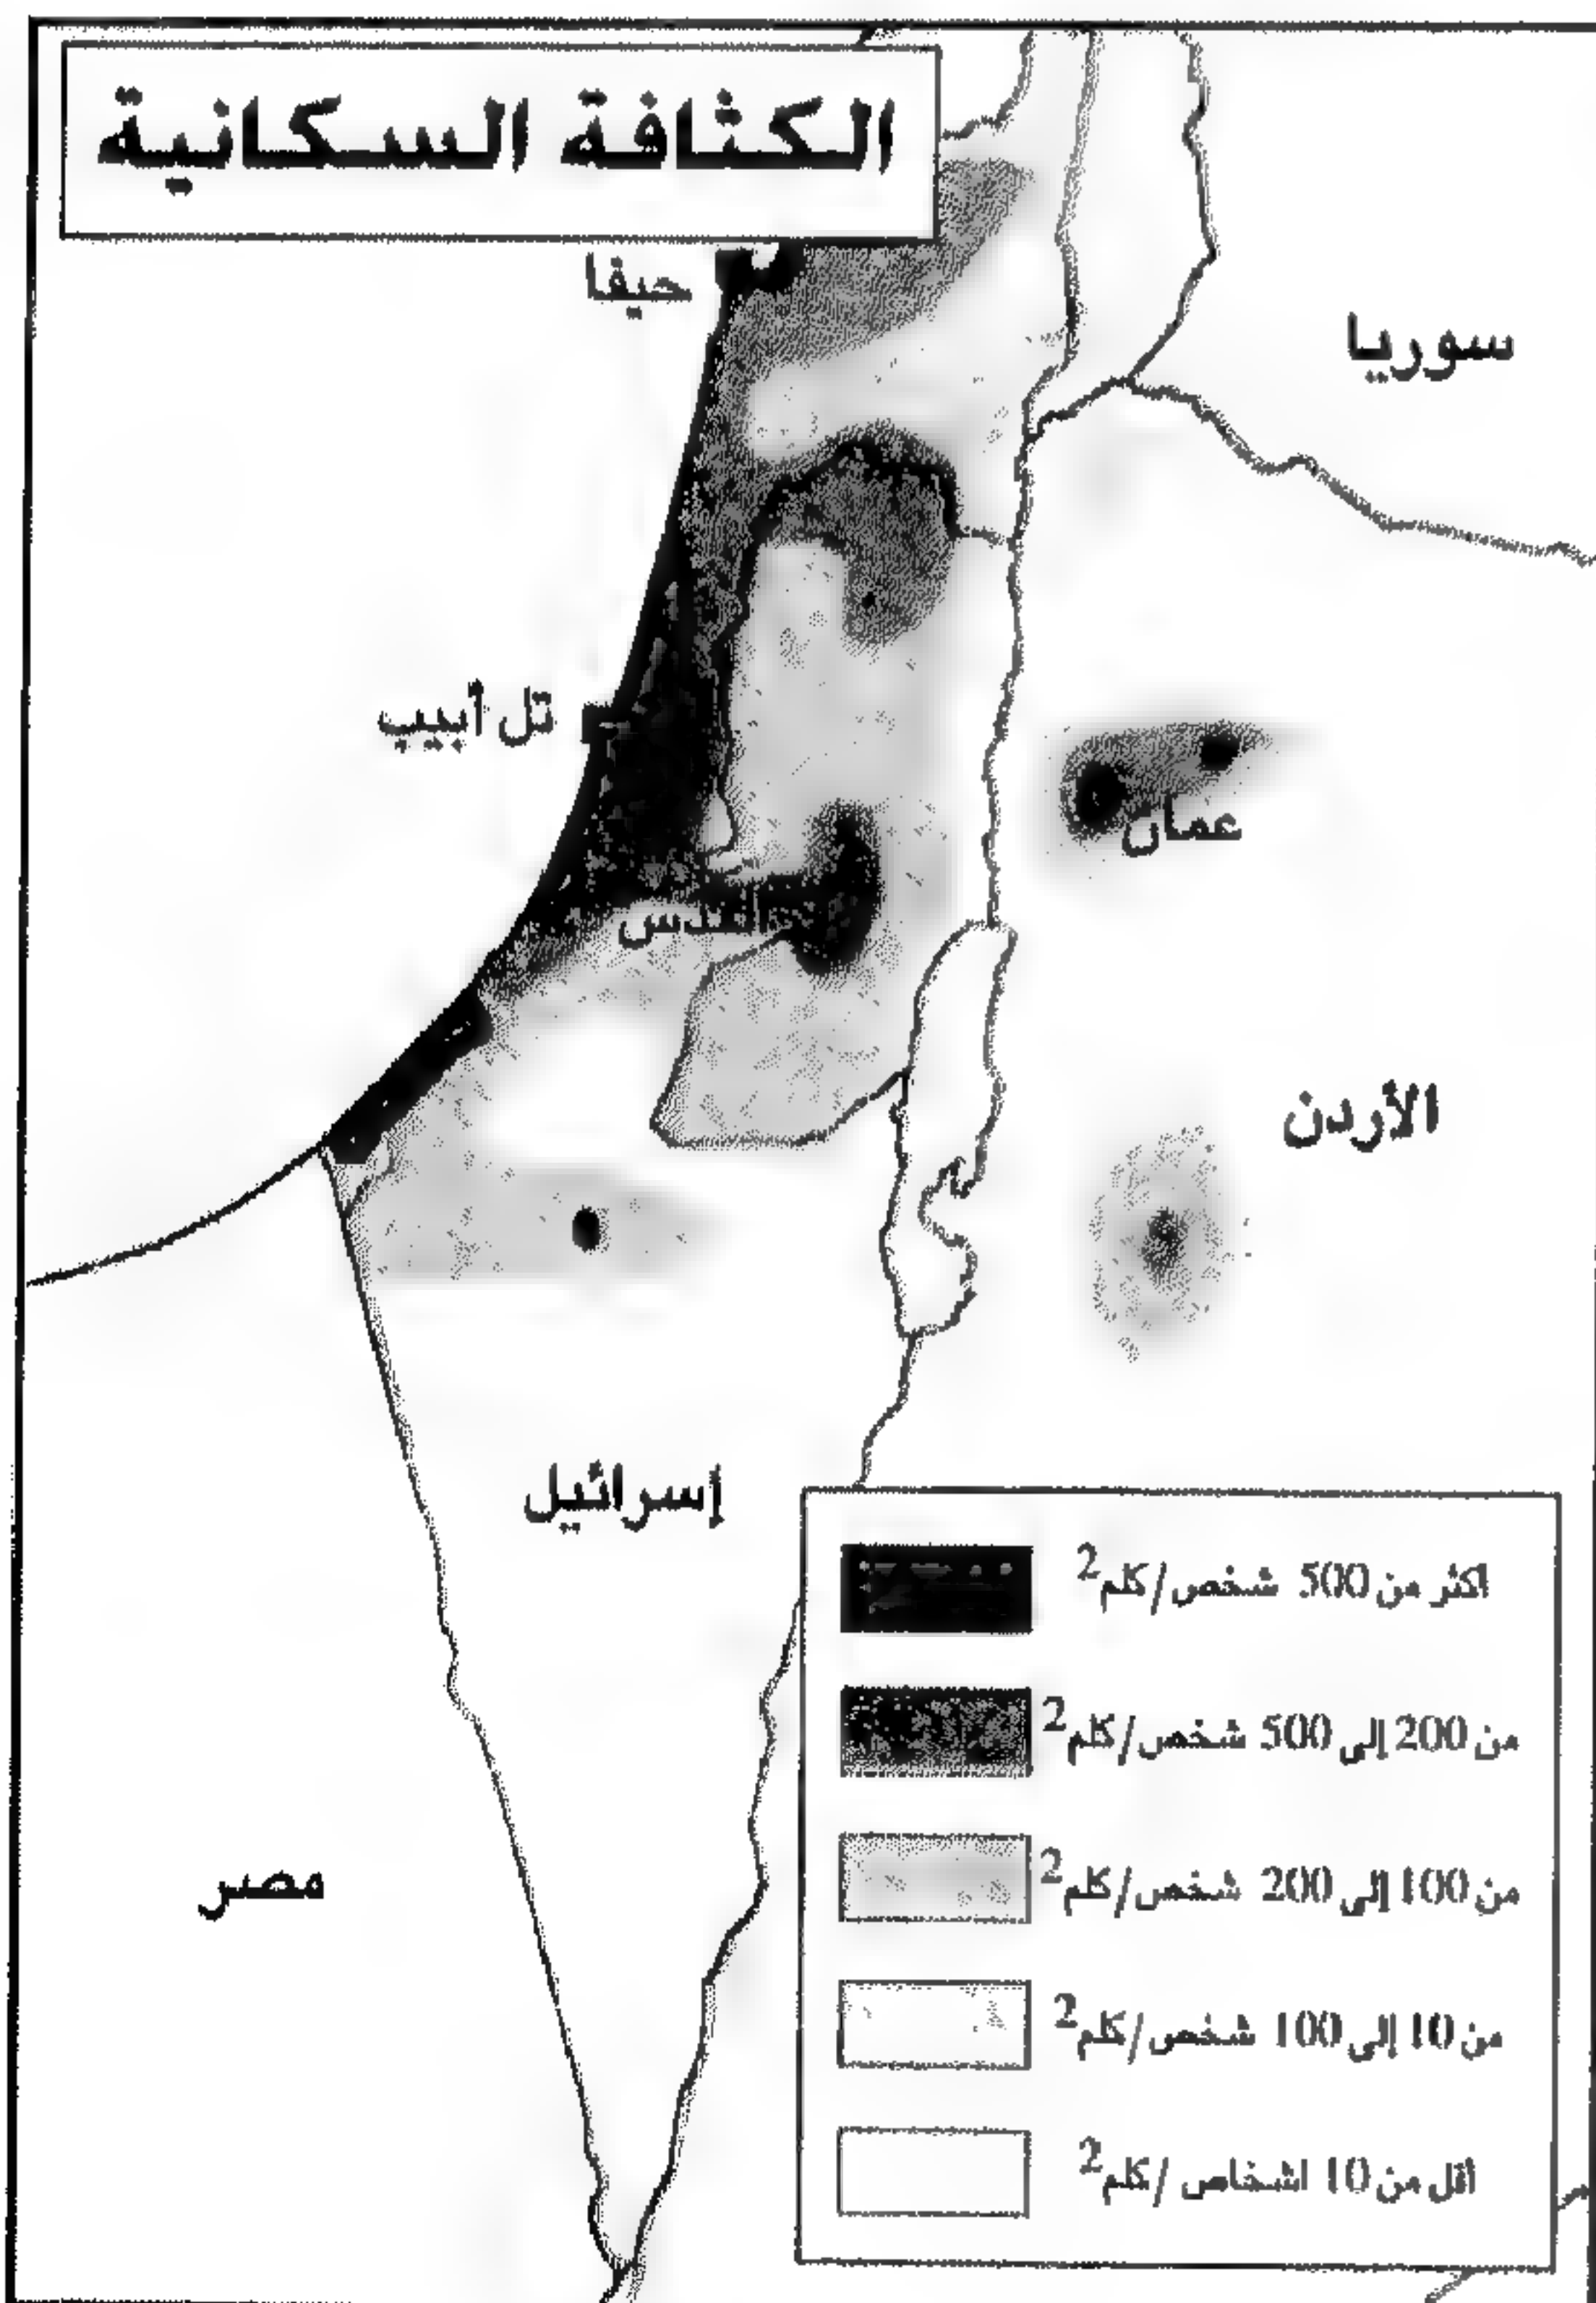 الكثافة السكانية
حيفا
سوريا
تل أبيب
عمان
القدس
الأردن
إسرائيل
مصر
اكثر من 500 شخص/كلم2
من 200 إلى 500 شخص/كلم2
من 100 إلى 200 شخص/كلم2
من 10 إلى 100 شخص/كلم2
أقل من 10 اشخاص /كلم2